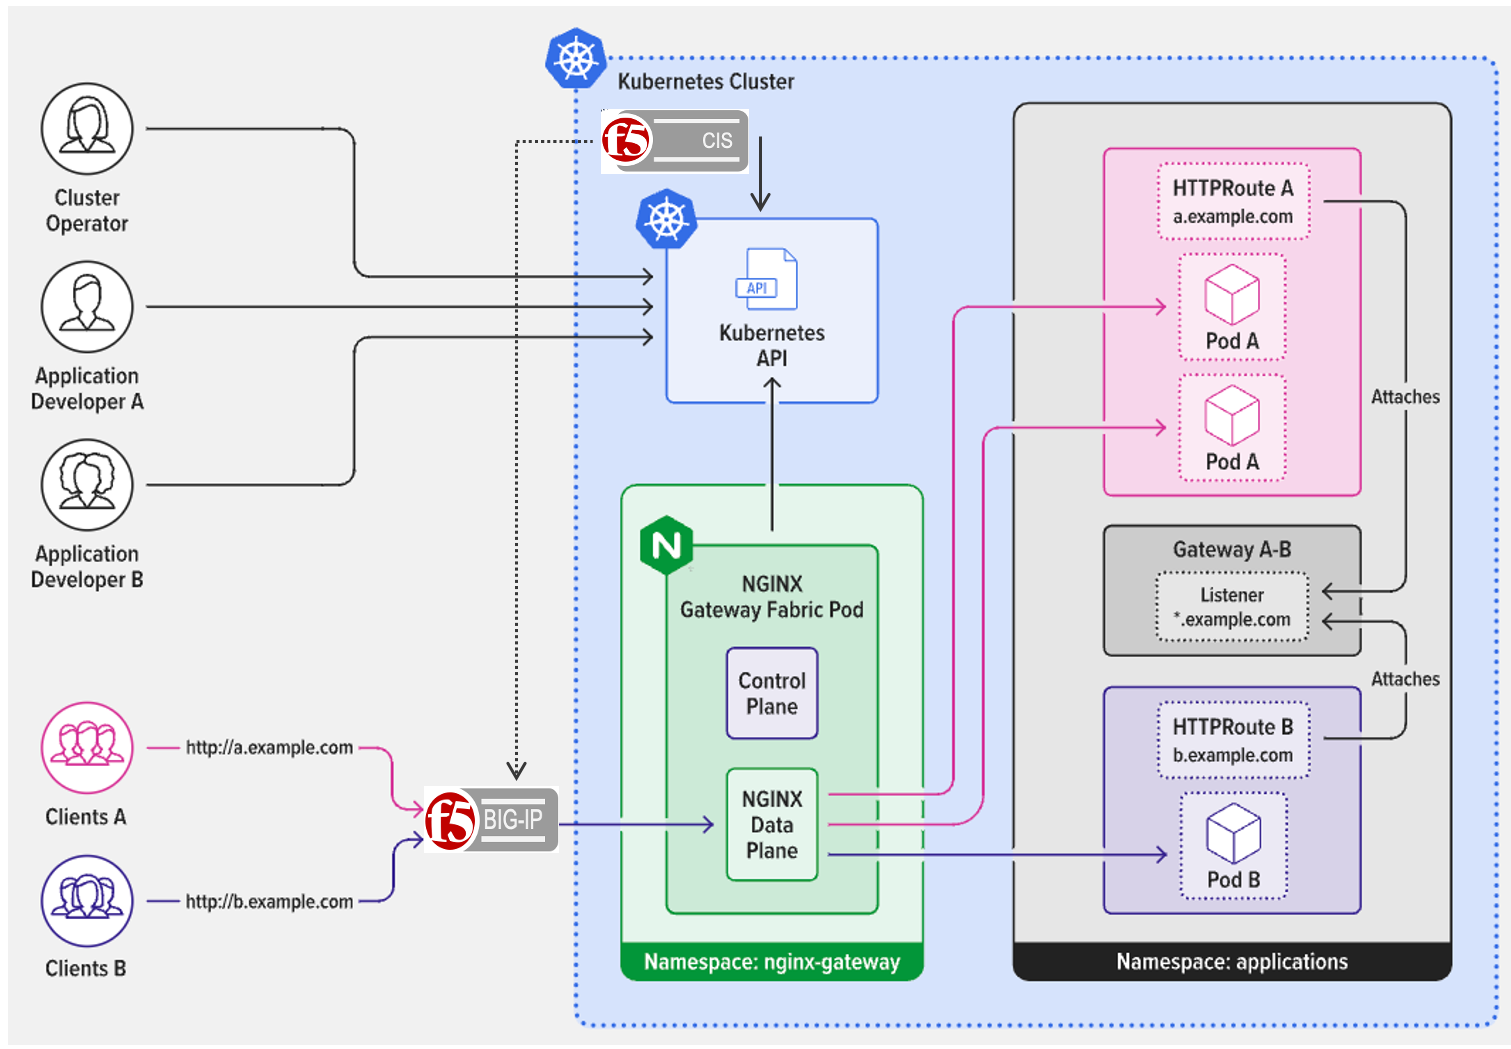 Kubernetes Cluster
f5
CIS
Cluster
Operator
HTTPRoute A
a.example.com
API
Kubernetes
API
Pod A
Application
Developer A
Attaches
Pod A
Application
Developer B
N
NGINX
Gateway Fabric Pod
Gateway A-B
Listener
*.example.com
Control
Plane
Attaches
HTTPRoute B
b.example.com
http://a.example.com
Clients A
f5
BIG-IP
NGINX
Data
Plane
Pod B
http://b.example.com
Clients B
Namespace: nginx-gateway
Namespace: applications